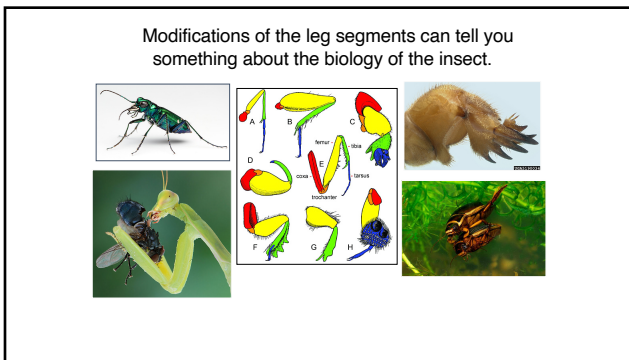 Modifications of the leg segments can tell you
something about the biology of the insect.
A
B
C
femur
tibia
D
E
coxa
tarsus
trochanter
F
G
H